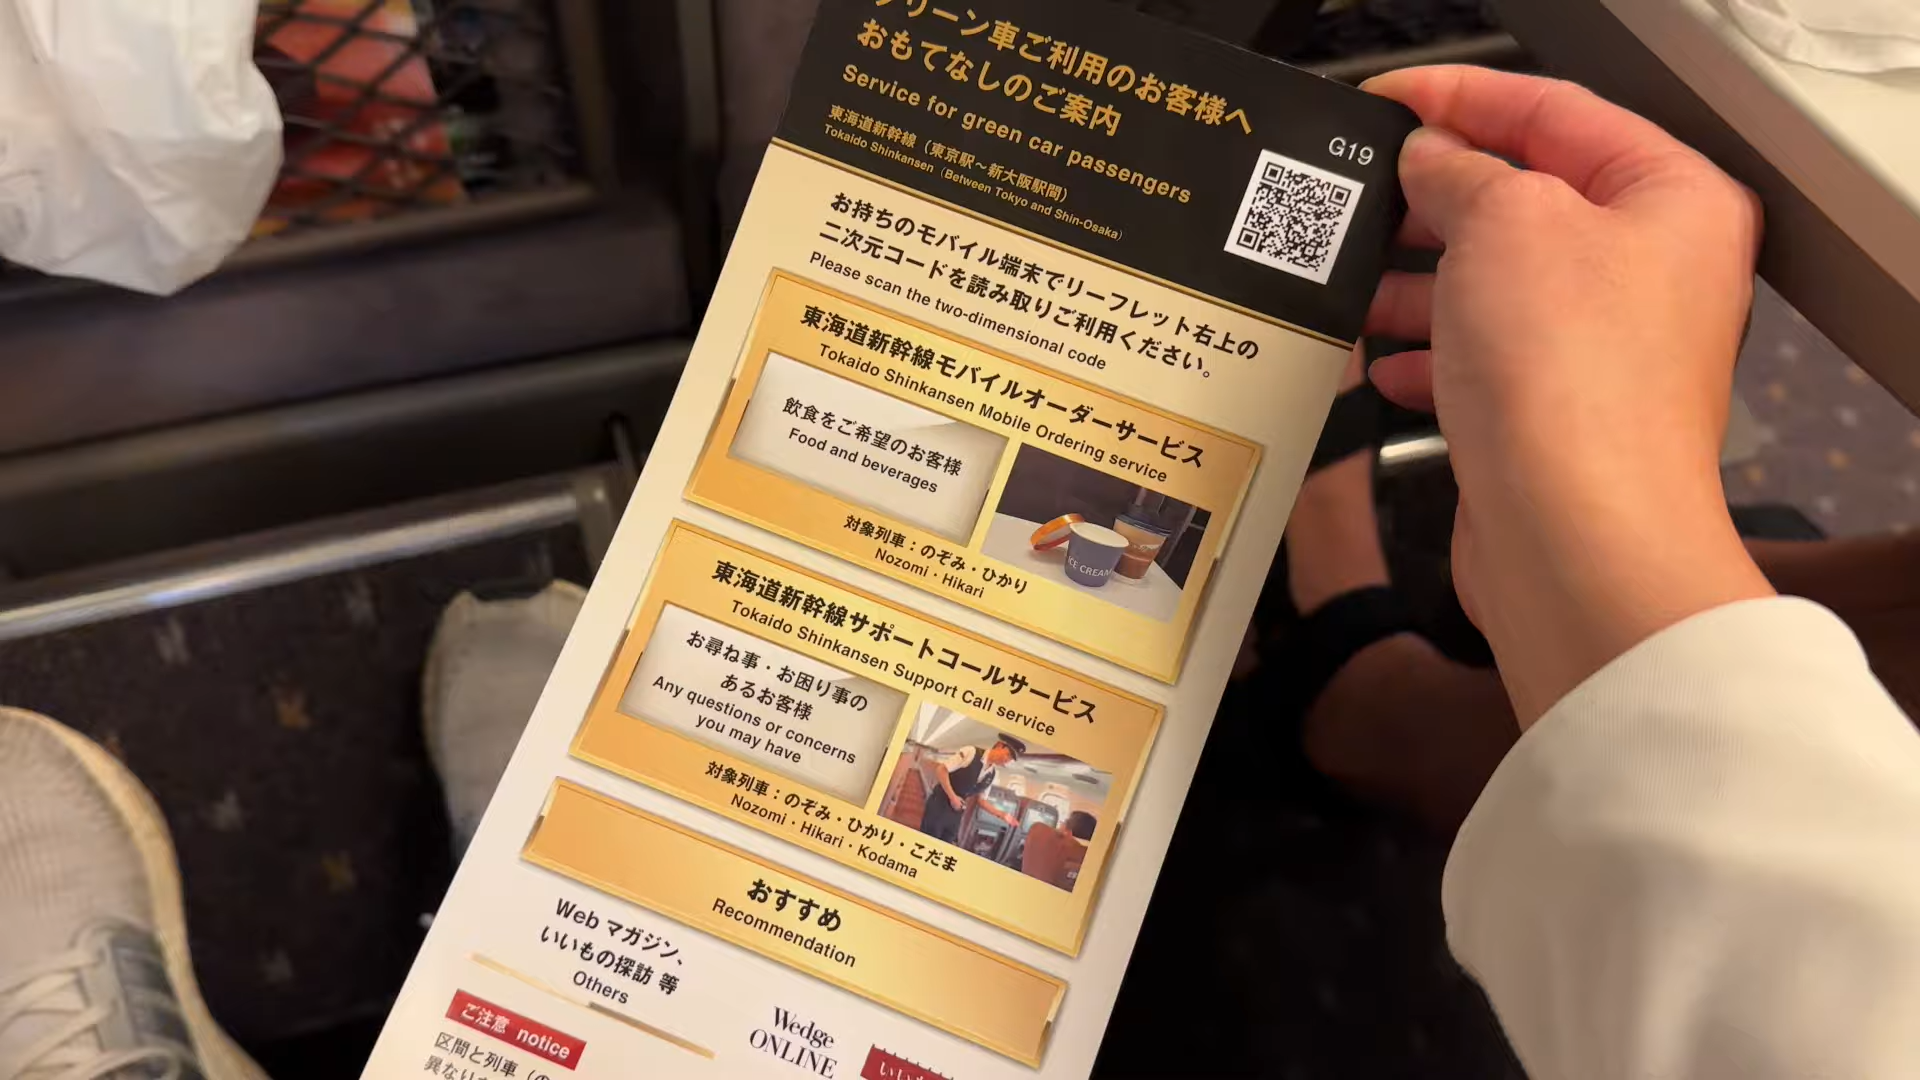 グリーン車ご利用のお客様へ
おもてなしのご案内
Service for green car passengers
東海道新幹線（東京駅～新大阪駅間）
Tokaido Shinkansen（Between Tokyo and Shin-Osaka）
G19
お持ちのモバイル端末でリーフレット右上の
二次元コードを読み取りご利用ください。
Please scan the two-dimensional code
東海道新幹線モバイルオーダーサービス
Tokaido Shinkansen Mobile Ordering service
飲食をご希望のお客様
Food and beverages
対象列車：のぞみ・ひかり
Nozomi・Hikari
ICE CREAM
東海道新幹線サポートコールサービス
Tokaido Shinkansen Support Call service
お尋ね事・お困り事の
あるお客様
Any questions or concerns
you may have
対象列車：のぞみ・ひかり・こだま
Nozomi・Hikari・Kodama
おすすめ
Recommendation
Web マガジン、
いいもの探訪 等
Others
Wedge
ONLINE
ご注意 notice
区間と列車（の
異ない
いい